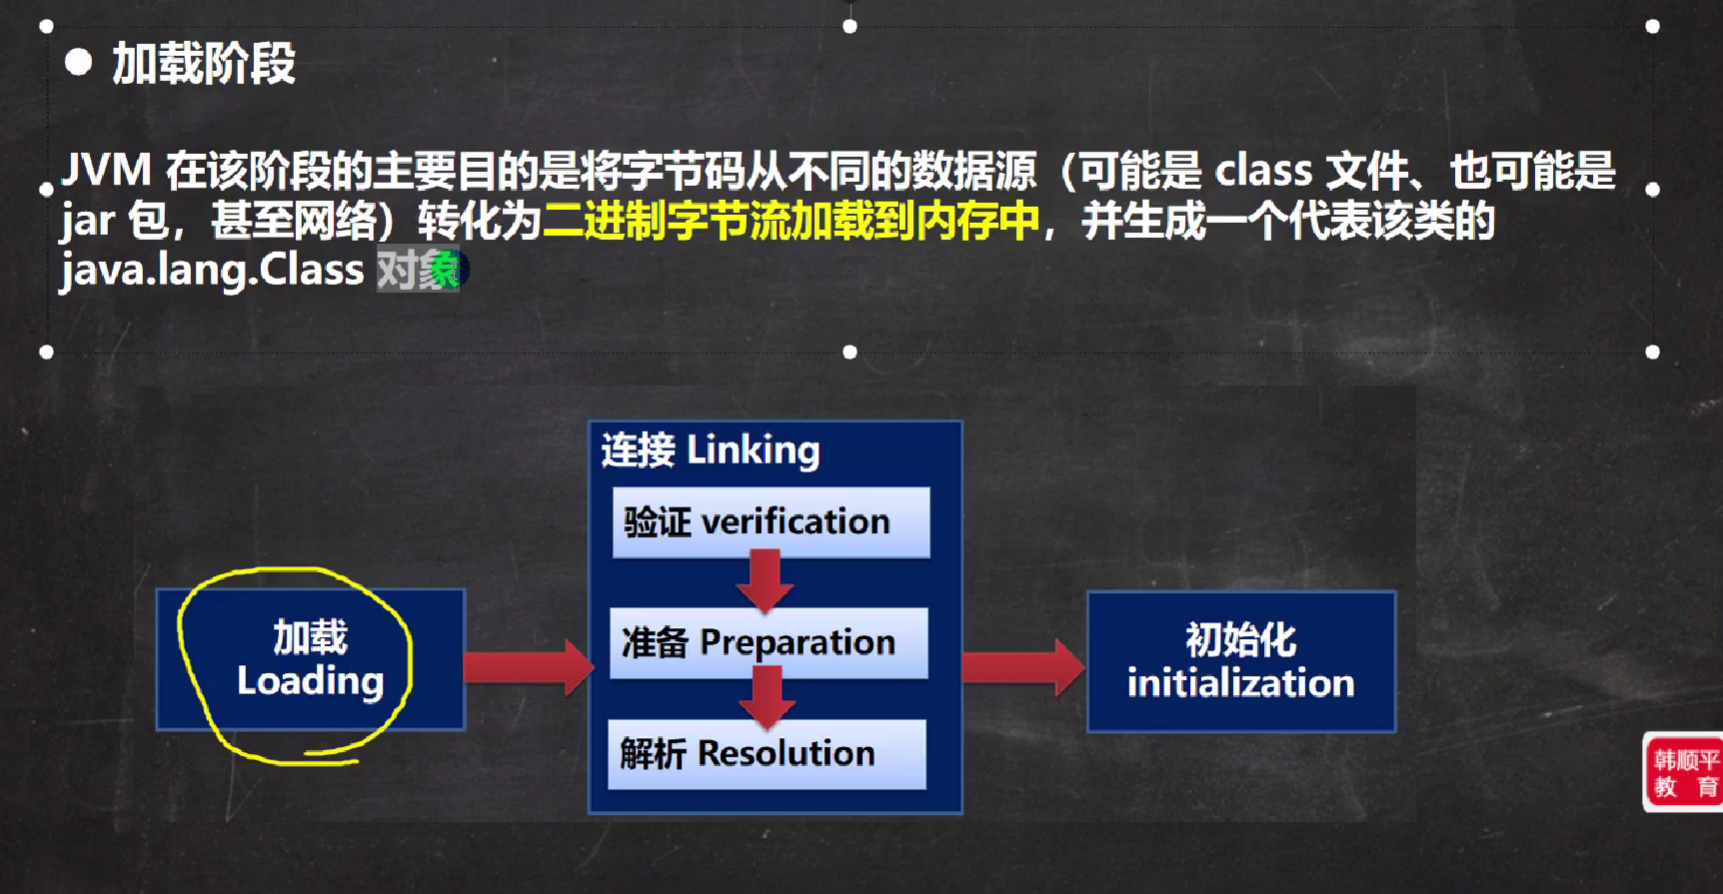 ● 加载阶段
JVM 在该阶段的主要目的是将字节码从不同的数据源（可能是 class 文件、也可能是
jar 包，甚至网络）转化为二进制字节流加载到内存中，并生成一个代表该类的
java.lang.Class 对象
连接 Linking
验证 verification
准备 Preparation
解析 Resolution
加载
Loading
初始化
initialization
韩顺平
教 育